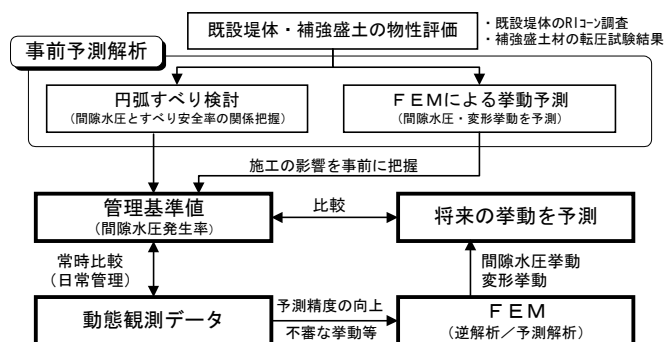 既設堤体・補強盛土の物性評価
・既設堤体のRIコーン調査
・補強盛土材の転圧試験結果
事前予測解析
円弧すべり検討
(間隙水圧とすべり安全率の関係把握)
FEMによる挙動予測
(間隙水圧・変形挙動を予測)
施工の影響を事前に把握
管理基準値
(間隙水圧発生率)
比較
将来の挙動を予測
常時比較
(日常管理)
間隙水圧挙動
変形挙動
動態観測データ
予測精度の向上
不審な挙動等
FEM
(逆解析/予測解析)